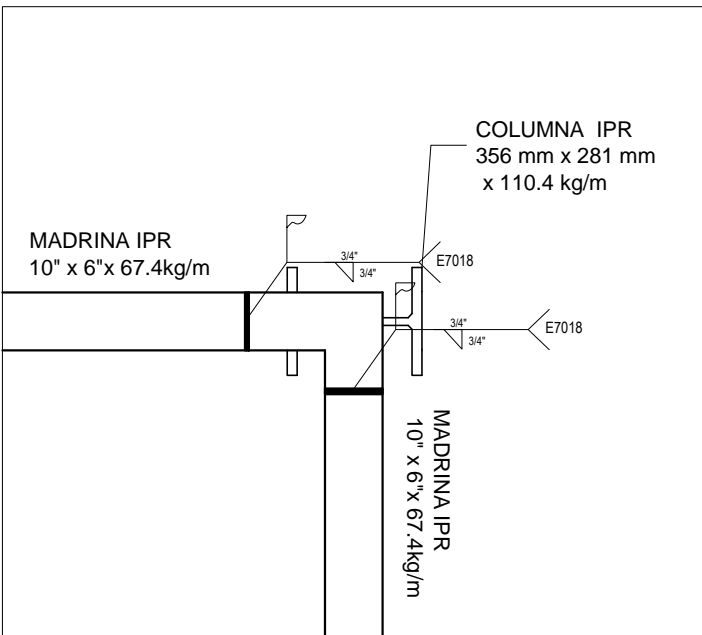 COLUMNA IPR
356 mm x 281 mm
x 110.4 kg/m
MADRINA IPR
10" x 6"x 67.4kg/m
3/4"
3/4"
E7018
3/4"
3/4"
E7018
MADRINA IPR
10" x 6"x 67.4kg/m